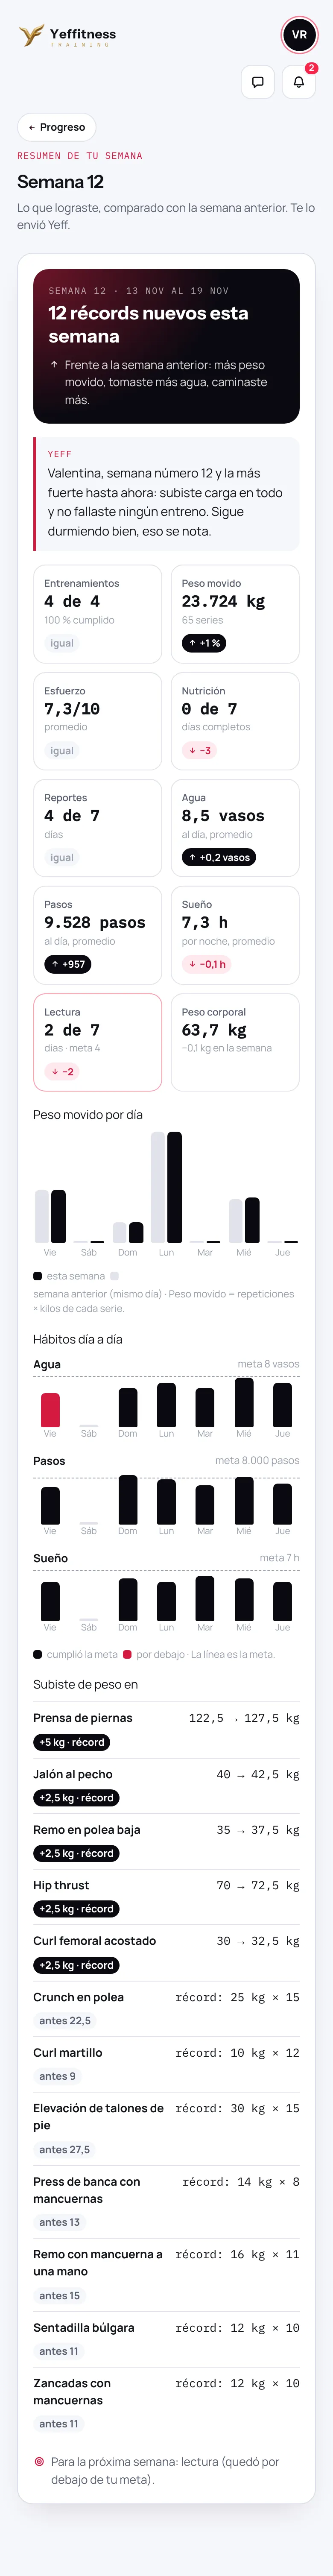 Yeffitness
TRAINING
VR
2
← Progreso
RESUMEN DE TU SEMANA
Semana 12
Lo que lograste, comparado con la semana anterior. Te lo
envió Yeff.
SEMANA 12 · 13 NOV AL 19 NOV
12 récords nuevos esta
semana
↑ Frente a la semana anterior: más peso
movido, tomaste más agua, caminaste
más.
YEFF
Valentina, semana número 12 y la más
fuerte hasta ahora: subiste carga en todo
y no fallaste ningún entreno. Sigue
durmiendo bien, eso se nota.
Entrenamientos
4 de 4
100 % cumplido
igual
Peso movido
23.724 kg
65 series
↑ +1 %
Esfuerzo
7,3/10
promedio
igual
Nutrición
0 de 7
días completos
↓ −3
Reportes
4 de 7
días
igual
Agua
8,5 vasos
al día, promedio
↑ +0,2 vasos
Pasos
9.528 pasos
al día, promedio
↑ +957
Sueño
7,3 h
por noche, promedio
↓ −0,1 h
Lectura
2 de 7
días · meta 4
↓ −2
Peso corporal
63,7 kg
−0,1 kg en la semana
Peso movido por día
Vie Sáb Dom Lun Mar Mié Jue
esta semana
semana anterior (mismo día) · Peso movido = repeticiones
× kilos de cada serie.
Hábitos día a día
Agua meta 8 vasos
Vie Sáb Dom Lun Mar Mié Jue
Pasos meta 8.000 pasos
Vie Sáb Dom Lun Mar Mié Jue
Sueño meta 7 h
Vie Sáb Dom Lun Mar Mié Jue
cumplió la meta por debajo · La línea es la meta.
Subiste de peso en
Prensa de piernas 122,5 → 127,5 kg
+5 kg · récord
Jalón al pecho 40 → 42,5 kg
+2,5 kg · récord
Remo en polea baja 35 → 37,5 kg
+2,5 kg · récord
Hip thrust 70 → 72,5 kg
+2,5 kg · récord
Curl femoral acostado 30 → 32,5 kg
+2,5 kg · récord
Crunch en polea récord: 25 kg × 15
antes 22,5
Curl martillo récord: 10 kg × 12
antes 9
Elevación de talones de récord: 30 kg × 15
pie
antes 27,5
Press de banca con récord: 14 kg × 8
mancuernas
antes 13
Remo con mancuerna a récord: 16 kg × 11
una mano
antes 15
Sentadilla búlgara récord: 12 kg × 10
antes 11
Zancadas con récord: 12 kg × 10
mancuernas
antes 11
Para la próxima semana: lectura (quedó por
debajo de tu meta).